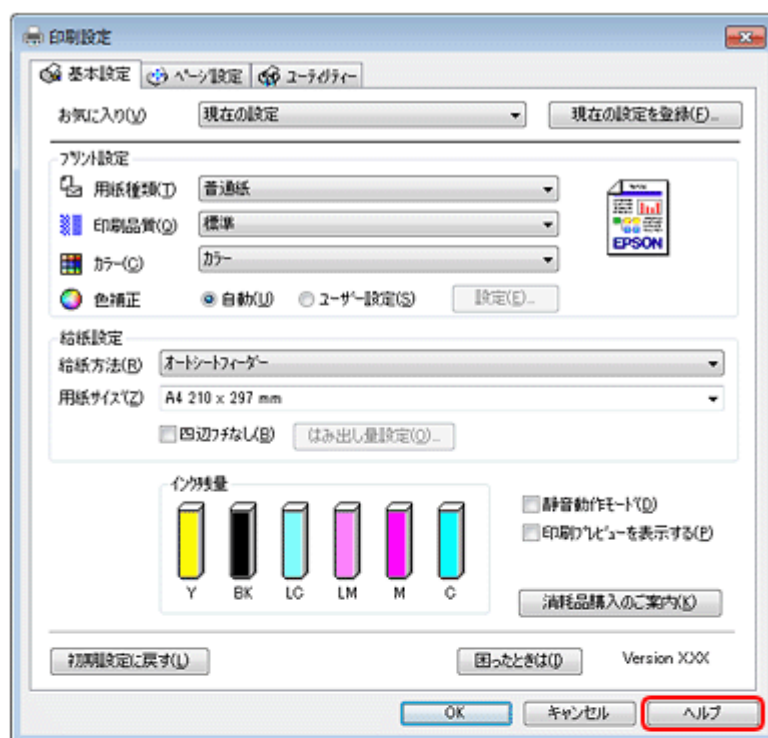 印刷設定
基本設定 ページ設定 ユーティリティー
お気に入り(V) 現在の設定 現在の設定を登録(F)...
プリント設定
用紙種類(T) 普通紙
印刷品質(Q) 標準
EPSON
カラー(C) カラー
色補正 自動(U) ユーザー設定(S) 設定(E)...
給紙設定
給紙方法(R) オートシートフィーダー
用紙サイズ(Z) A4 210 x 297 mm
四辺フチなし(B) はみ出し量設定(O)...
インク残量
静音動作モード(D)
印刷プレビューを表示する(P)
Y BK LC LM M C
消耗品購入のご案内(K)
初期設定に戻す(L) 困ったときは(I) Version X.XX
OK キャンセル ヘルプ